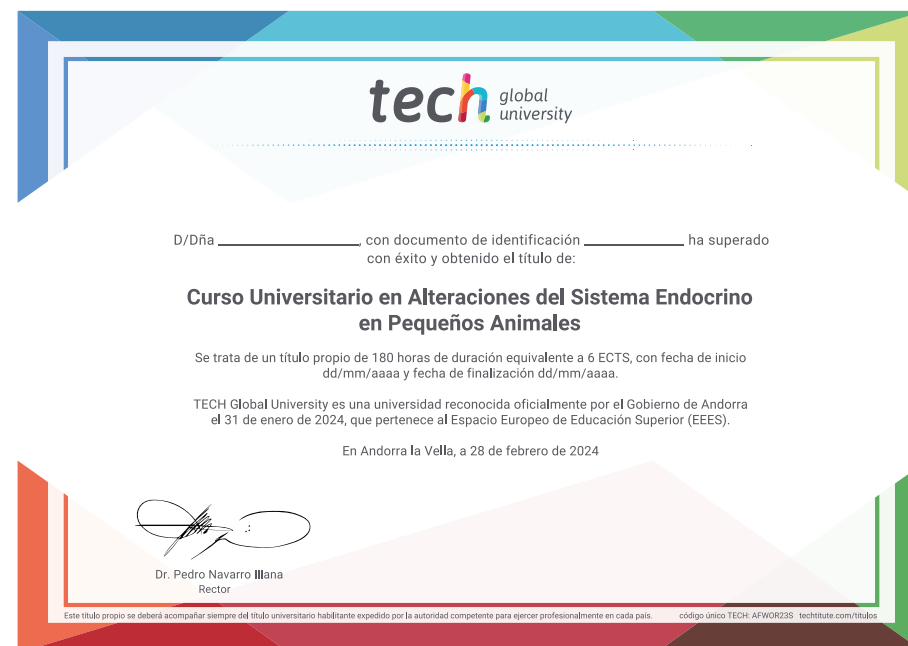 tech global university
D/Dña ____________________, con documento de identificación ______________ ha superado
con éxito y obtenido el título de:
Curso Universitario en Alteraciones del Sistema Endocrino
en Pequeños Animales
Se trata de un título propio de 180 horas de duración equivalente a 6 ECTS, con fecha de inicio
dd/mm/aaaa y fecha de finalización dd/mm/aaaa.
TECH Global University es una universidad reconocida oficialmente por el Gobierno de Andorra
el 31 de enero de 2024, que pertenece al Espacio Europeo de Educación Superior (EEES).
En Andorra la Vella, a 28 de febrero de 2024
Dr. Pedro Navarro Illana
Rector
Este título propio se deberá acompañar siempre del título universitario habilitante expedido por la autoridad competente para ejercer profesionalmente en cada país. código único TECH: AFWOR23S techtitute.com/titulos